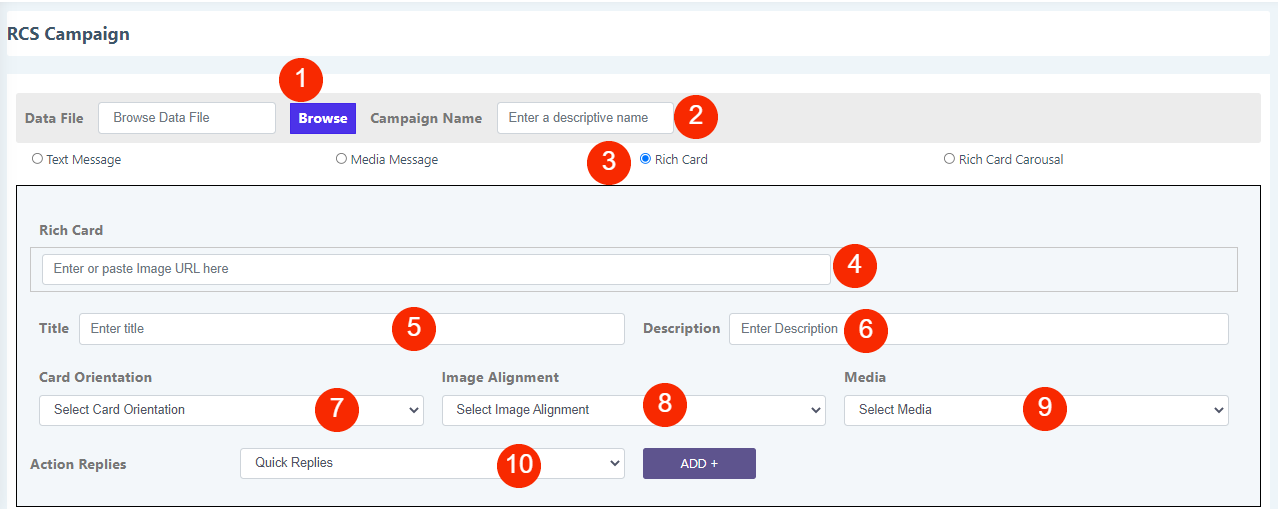 RCS Campaign
1
Data File Browse Data File Browse Campaign Name Enter a descriptive name 2
Text Message Media Message 3 Rich Card Rich Card Carousal
Rich Card
Enter or paste Image URL here 4
Title Enter title 5 Description Enter Description 6
Card Orientation Image Alignment Media
Select Card Orientation 7 Select Image Alignment 8 Select Media 9
Action Replies Quick Replies 10 ADD +